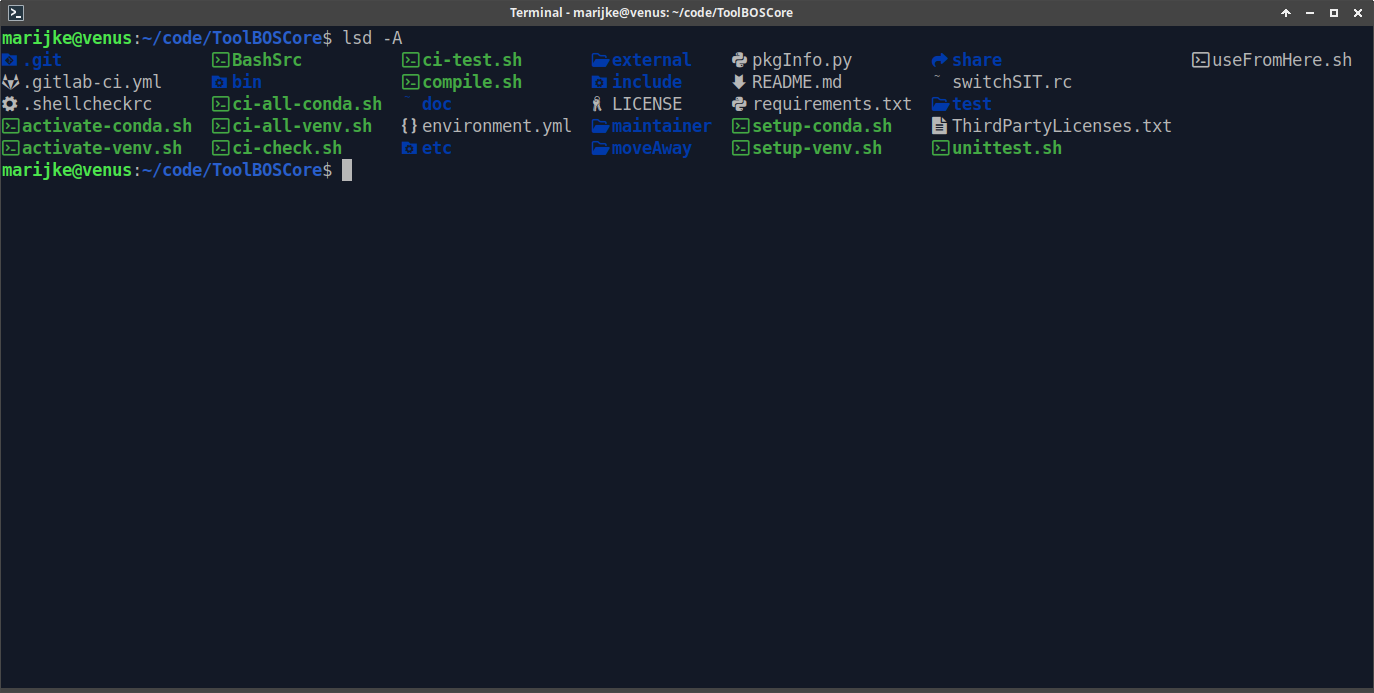 Terminal - marijke@venus: ~/code/ToolBOSCore
marijke@venus:~/code/ToolBOSCore$ lsd -A
.git BashSrc ci-test.sh external pkgInfo.py share useFromHere.sh
.gitlab-ci.yml bin compile.sh include README.md switchSIT.rc
.shellcheckrc ci-all-conda.sh doc LICENSE requirements.txt test
activate-conda.sh ci-all-venv.sh environment.yml maintainer setup-conda.sh ThirdPartyLicenses.txt
activate-venv.sh ci-check.sh etc moveAway setup-venv.sh unittest.sh
marijke@venus:~/code/ToolBOSCore$